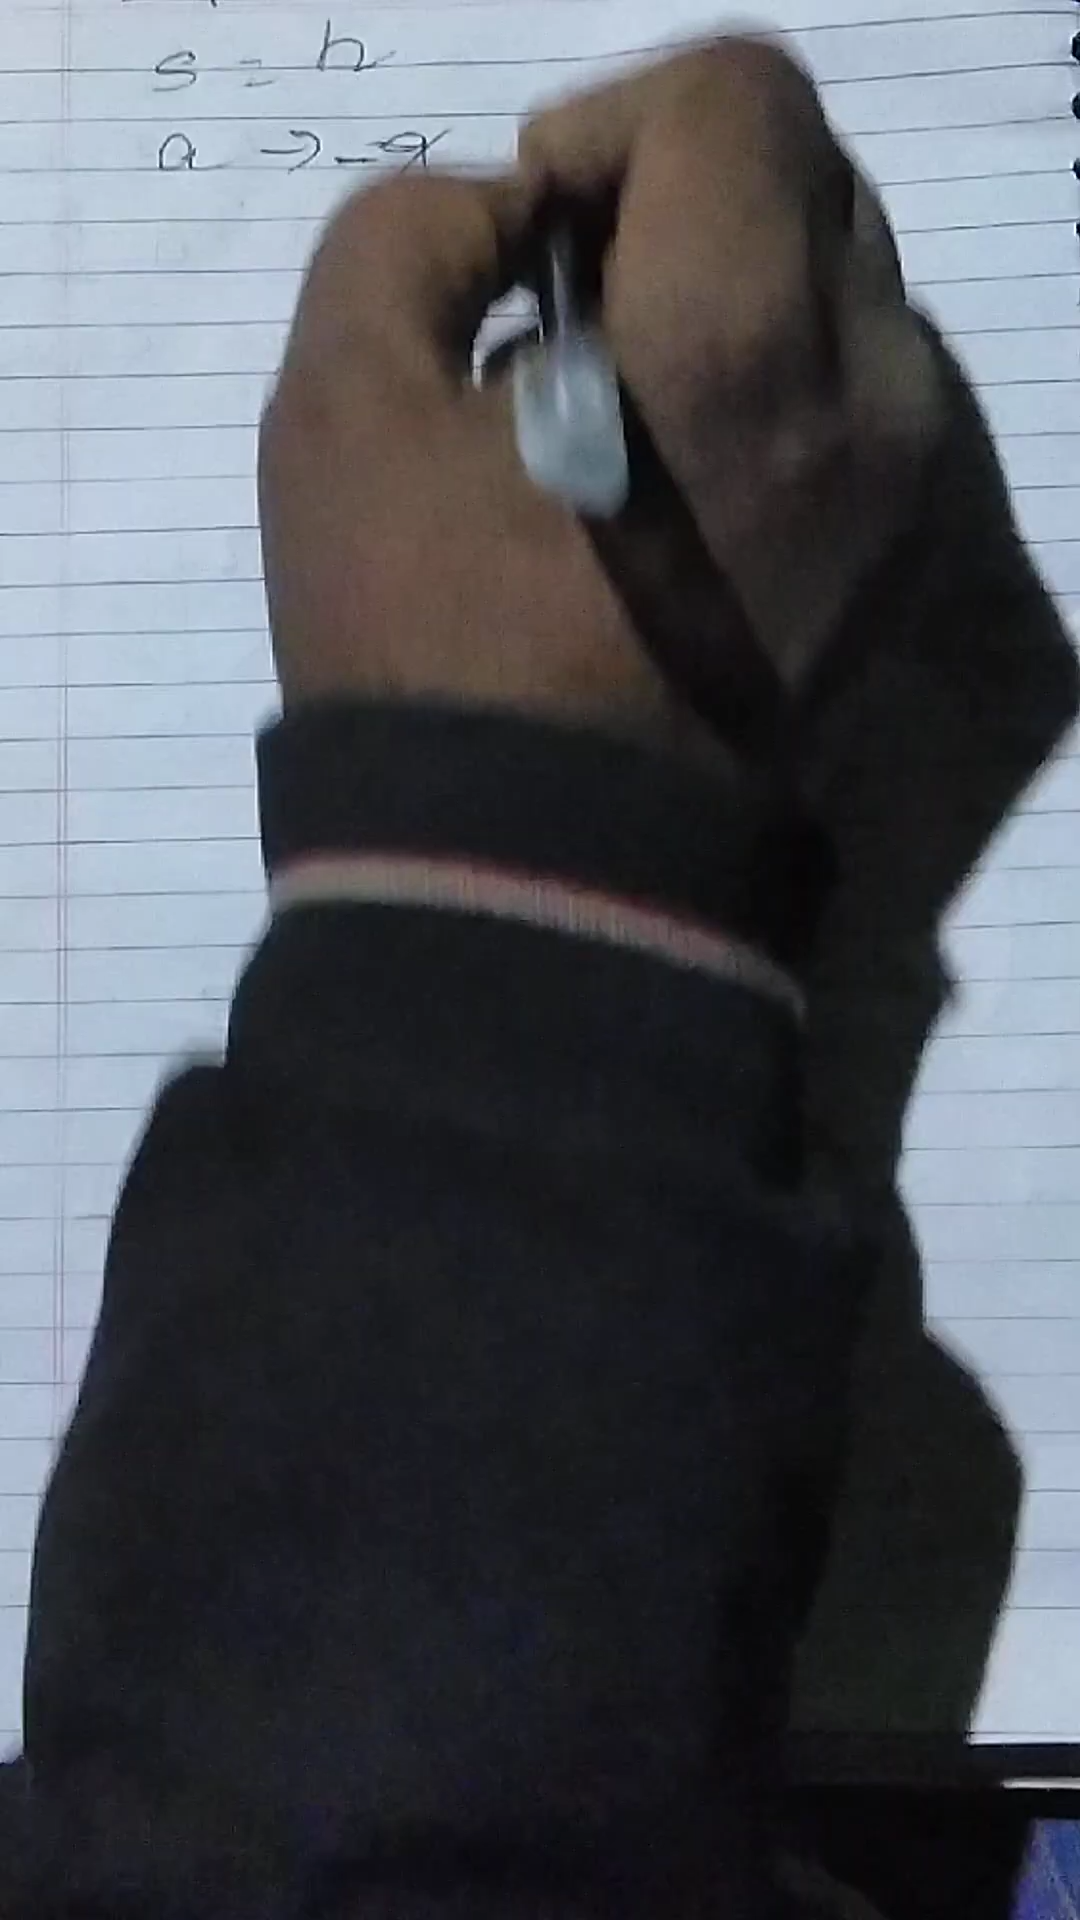 s = h
a → -g